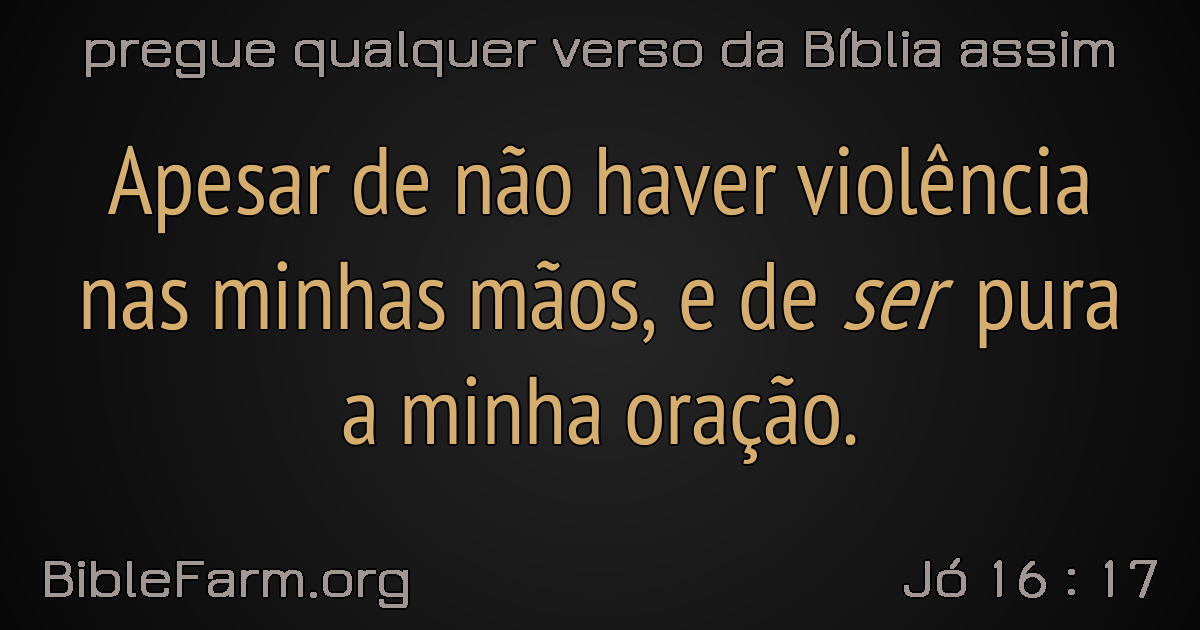 pregue qualquer verso da Bíblia assim
Apesar de não haver violência
nas minhas mãos, e de ser pura
a minha oração.
BibleFarm.org
Jó 16 : 17